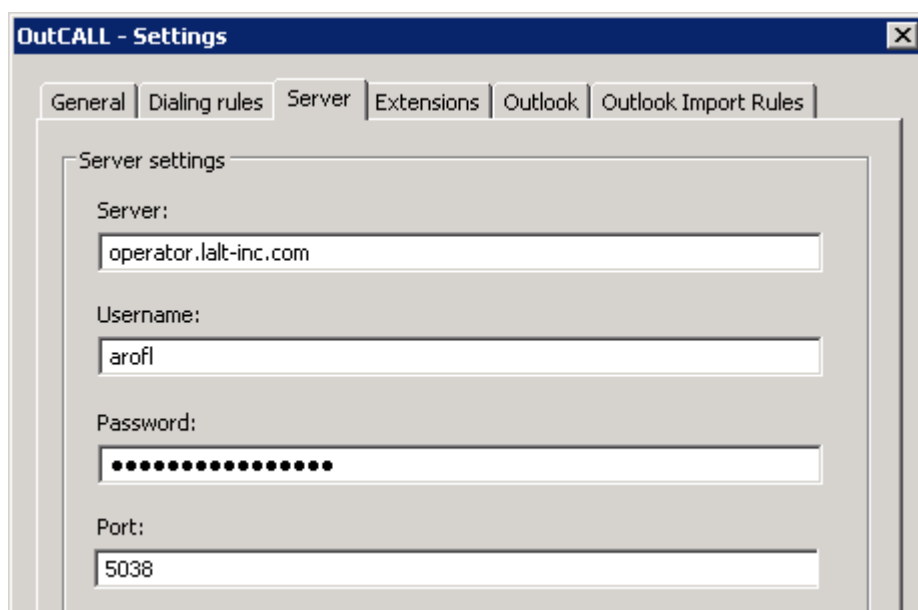 OutCALL - Settings
General Dialing rules Server Extensions Outlook Outlook Import Rules
Server settings
Server:
operator.lalt-inc.com
Username:
arofl
Password:
●●●●●●●●●●●●●●●●
Port:
5038